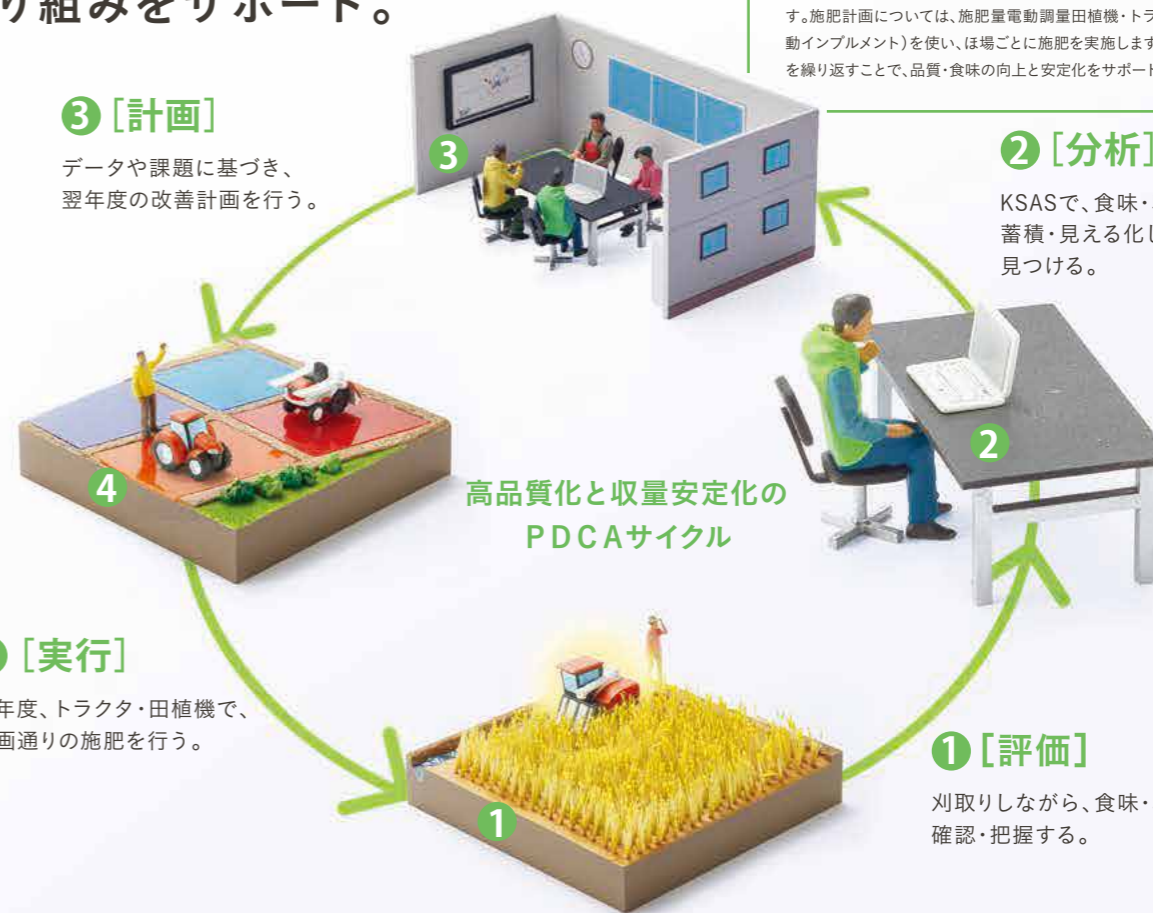 り組みをサポート。
す。施肥計画については、施肥量電動調量田植機・トラ
動インプルメント)を使い、ほ場ごとに施肥を実施します
を繰り返すことで、品質・食味の向上と安定化をサポート
❸[計画]
データや課題に基づき、
翌年度の改善計画を行う。
3
❷[分析]
KSASで、食味・
蓄積・見える化し
見つける。
2
4
高品質化と収量安定化の
PDCAサイクル
[実行]
年度、トラクタ・田植機で、
画通りの施肥を行う。
1
❶[評価]
刈取りしながら、食味・
確認・把握する。